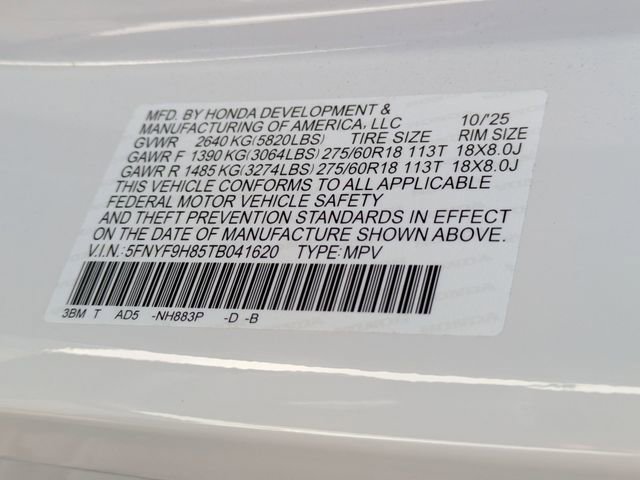 MFD. BY HONDA DEVELOPMENT &
MANUFACTURING OF AMERICA, LLC 10/'25
GVWR 2640 KG(5820LBS) TIRE SIZE RIM SIZE
GAWR F 1390 KG(3064LBS) 275/60R18 113T 18X8.0J
GAWR R 1485 KG(3274LBS) 275/60R18 113T 18X8.0J
THIS VEHICLE CONFORMS TO ALL APPLICABLE
FEDERAL MOTOR VEHICLE SAFETY
AND THEFT PREVENTION STANDARDS IN EFFECT
ON THE DATE OF MANUFACTURE SHOWN ABOVE.
V.I.N.: 5FNYF9H85TB041620 TYPE: MPV
3BM T AD5 -NH883P -D -B